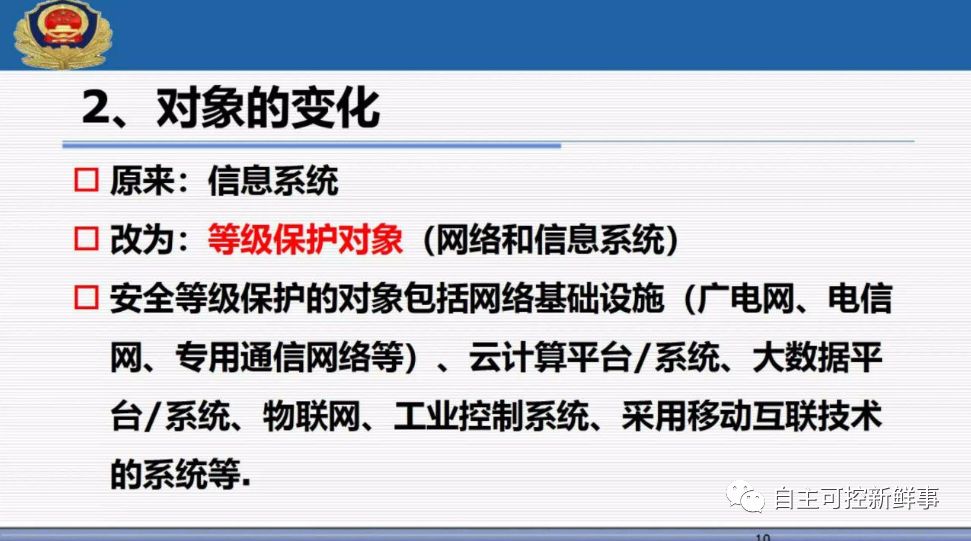 2、对象的变化
原来：信息系统
改为：等级保护对象（网络和信息系统）
安全等级保护的对象包括网络基础设施（广电网、电信
网、专用通信网络等）、云计算平台/系统、大数据平
台/系统、物联网、工业控制系统、采用移动互联技术
的系统等.
自主可控新鲜事
10